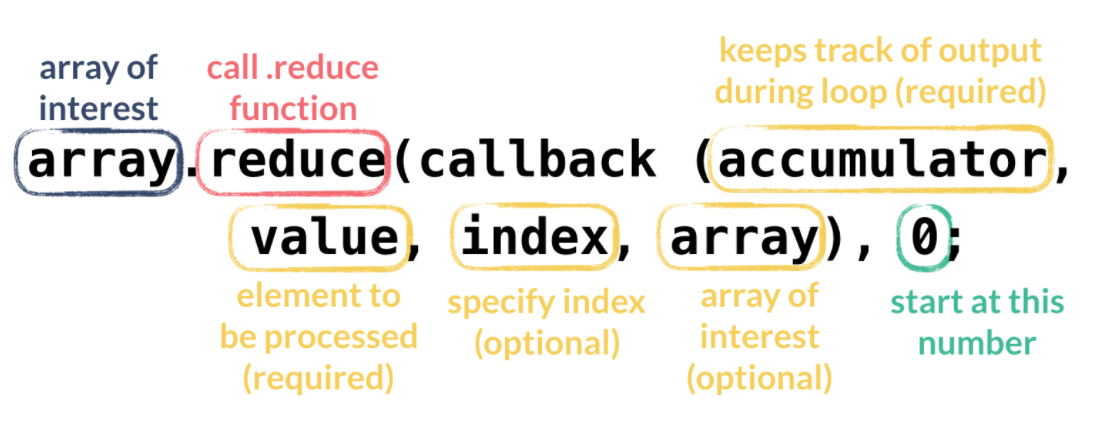 keeps track of output
array of call .reduce during loop (required)
interest function
array.reduce(callback (accumulator,
value, index, array), 0;
element to specify index array of start at this
be processed (optional) interest number
(required) (optional)